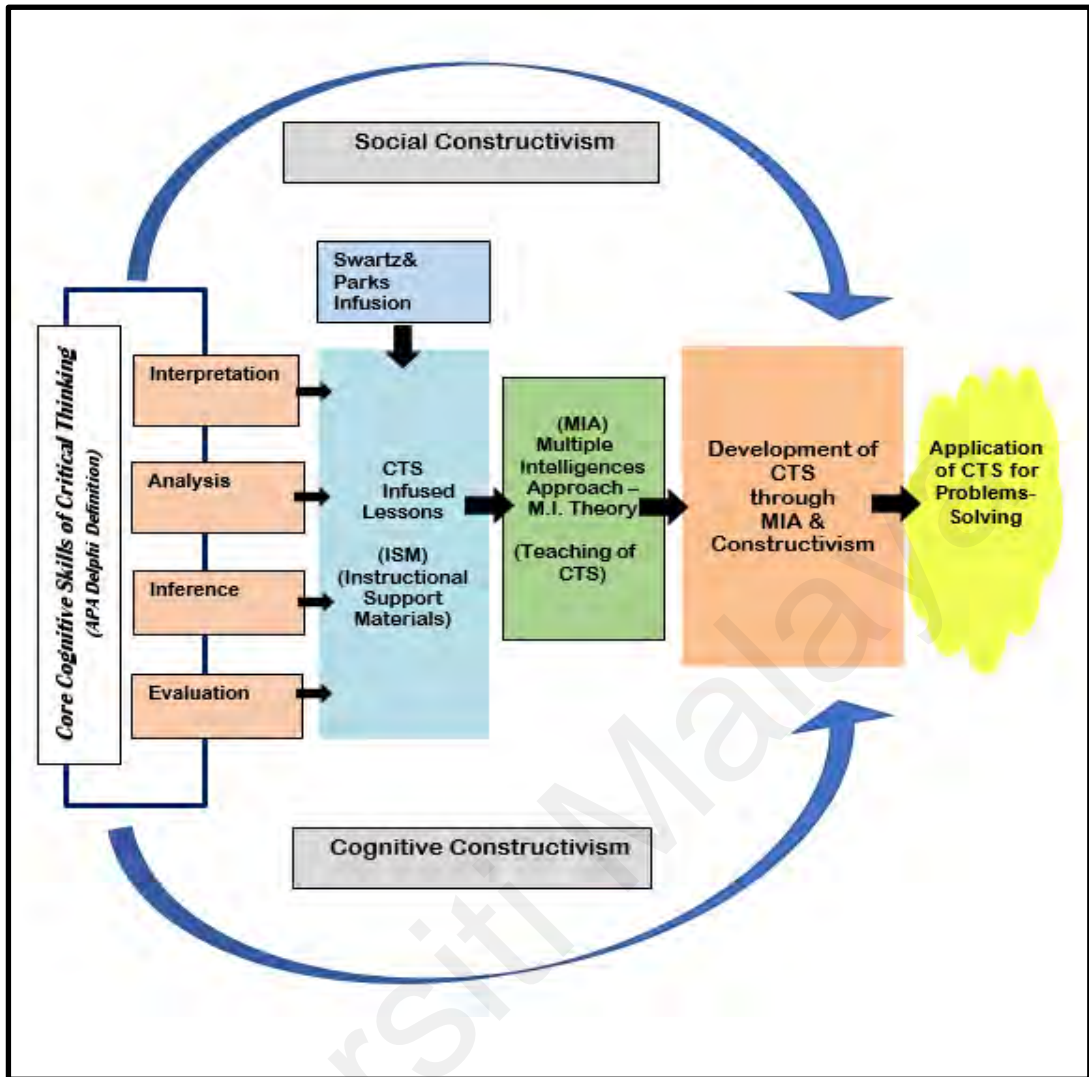 Social Constructivism
Swartz&
Parks
Infusion
Core Cognitive Skills of Critical Thinking
(APA Delphi Definition)
Interpretation
Analysis
Inference
Evaluation
CTS
Infused
Lessons
(ISM)
(Instructional
Support
Materials)
(MIA)
Multiple
Intelligences
Approach –
M.I. Theory
(Teaching of
CTS)
Development of
CTS
through
MIA &
Constructivism
Application
of CTS for
Problems-
Solving
Cognitive Constructivism
rsiti Malay